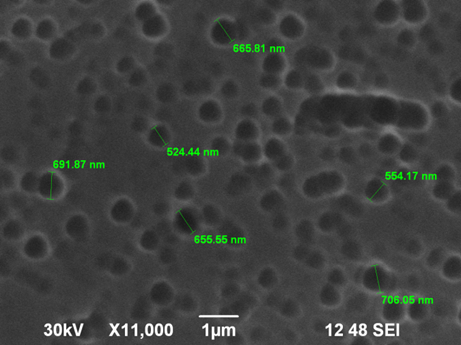 665.81 nm
524.44 nm
691.87 nm
554.17 nm
655.55 nm
706.05 nm
30kV X11,000 1µm 12 48 SEI